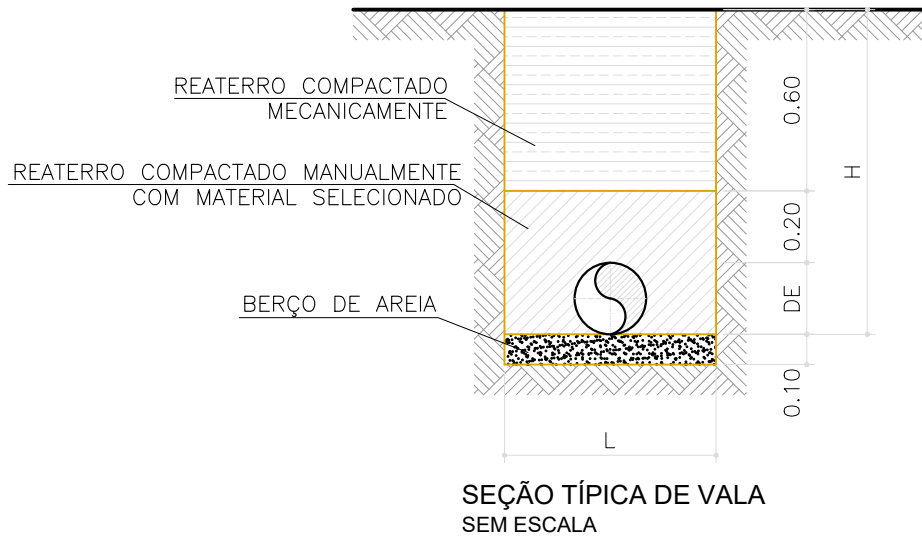 REATERRO COMPACTADO
MECANICAMENTE
REATERRO COMPACTADO MANUALMENTE
COM MATERIAL SELECIONADO
BERÇO DE AREIA
0.60
H
0.20
DE
0.10
L
SEÇÃO TÍPICA DE VALA
SEM ESCALA